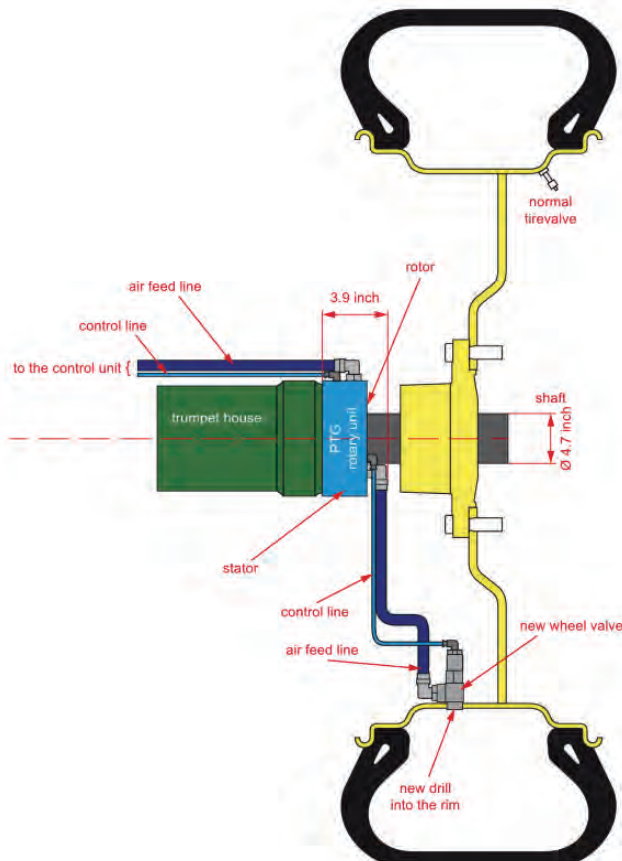 normal
tirevalve
rotor
3.9 inch
air feed line
control line
to the control unit {
shaft
Ø 4.7 inch
trumpet house
PTG
rotary unit
stator
control line
new wheel valve
air feed line
new drill
into the rim